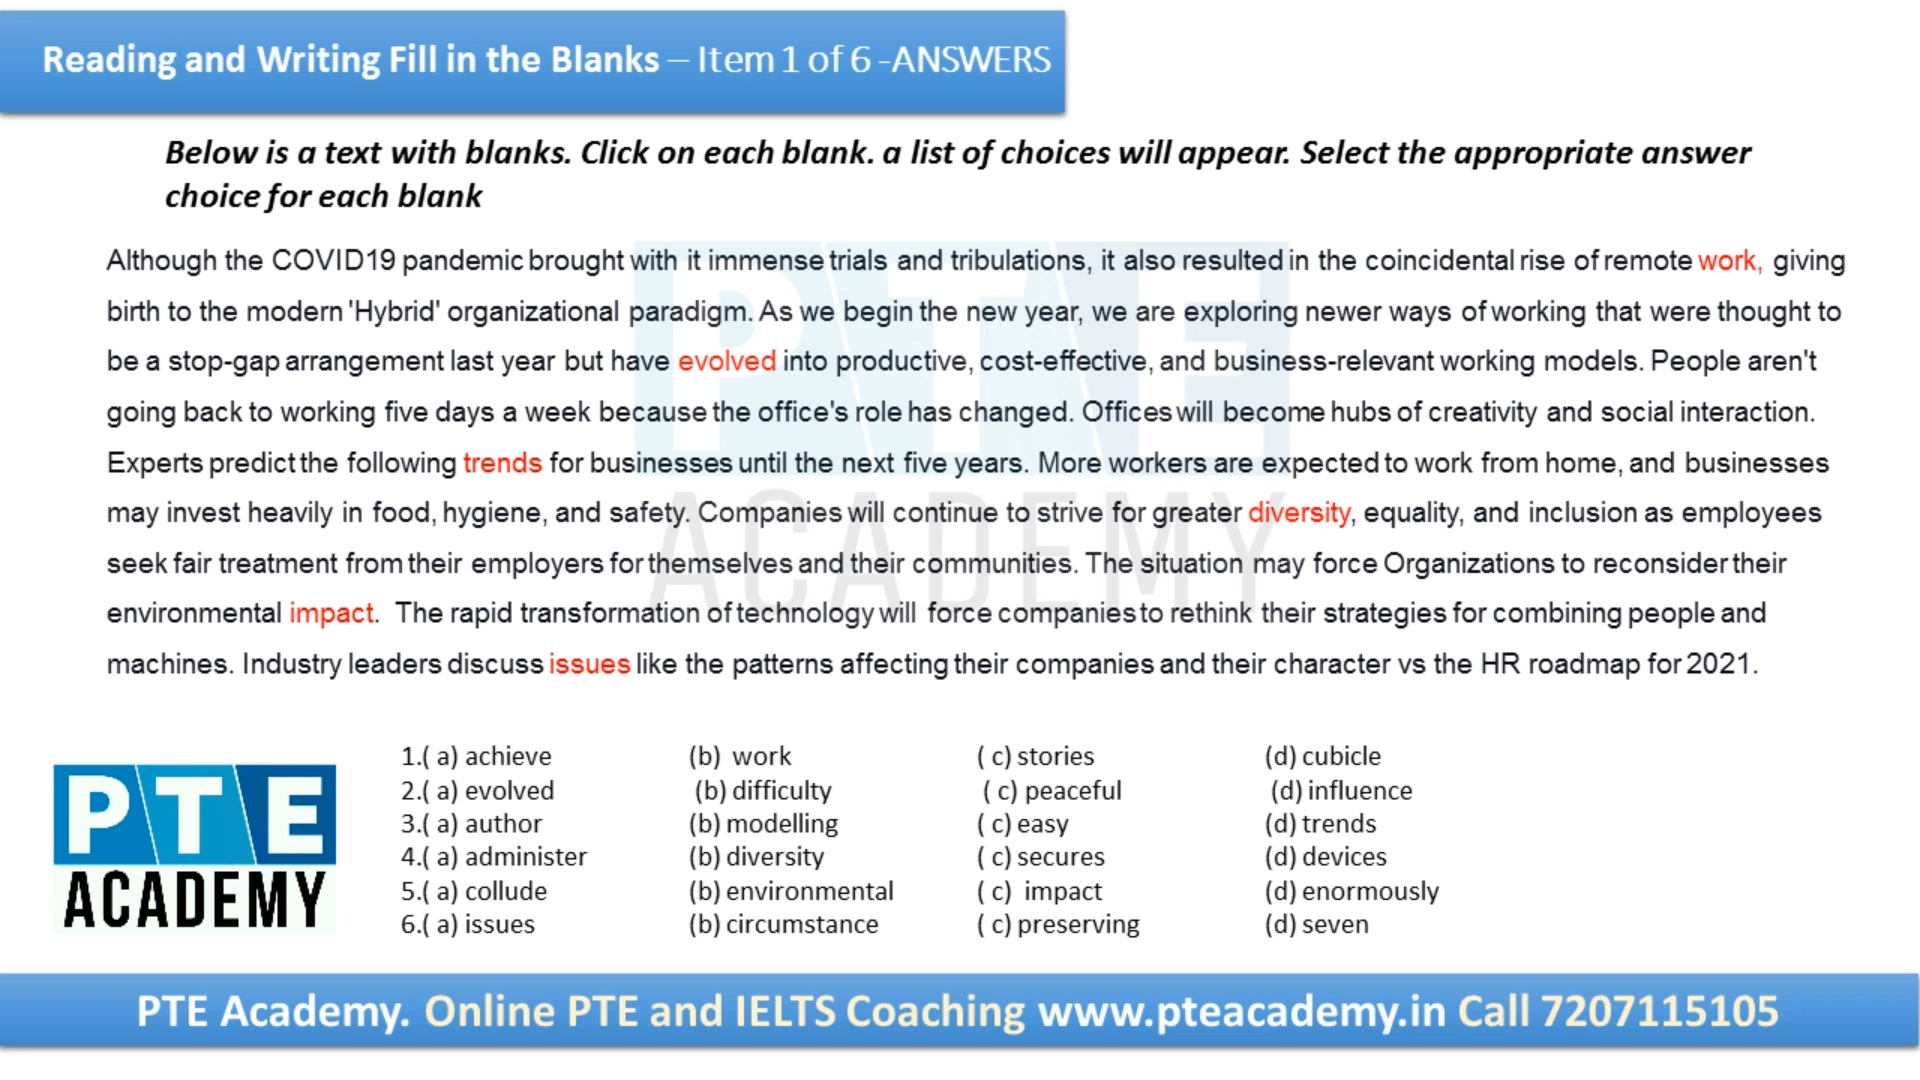 Reading and Writing Fill in the Blanks – Item 1 of 6 -ANSWERS
Below is a text with blanks. Click on each blank. a list of choices will appear. Select the appropriate answer
choice for each blank
Although the COVID19 pandemic brought with it immense trials and tribulations, it also resulted in the coincidental rise of remote work, giving
birth to the modern 'Hybrid' organizational paradigm. As we begin the new year, we are exploring newer ways of working that were thought to
be a stop-gap arrangement last year but have evolved into productive, cost-effective, and business-relevant working models. People aren't
going back to working five days a week because the office's role has changed. Offices will become hubs of creativity and social interaction.
Experts predict the following trends for businesses until the next five years. More workers are expected to work from home, and businesses
may invest heavily in food, hygiene, and safety. Companies will continue to strive for greater diversity, equality, and inclusion as employees
seek fair treatment from their employers for themselves and their communities. The situation may force Organizations to reconsider their
environmental impact. The rapid transformation of technology will force companies to rethink their strategies for combining people and
machines. Industry leaders discuss issues like the patterns affecting their companies and their character vs the HR roadmap for 2021.
PTE
ACADEMY
1.( a) achieve (b) work ( c) stories (d) cubicle
2.( a) evolved (b) difficulty ( c) peaceful (d) influence
3.( a) author (b) modelling ( c) easy (d) trends
4.( a) administer (b) diversity ( c) secures (d) devices
5.( a) collude (b) environmental ( c) impact (d) enormously
6.( a) issues (b) circumstance ( c) preserving (d) seven
PTE
ACADEMY
PTE Academy. Online PTE and IELTS Coaching www.pteacademy.in Call 7207115105